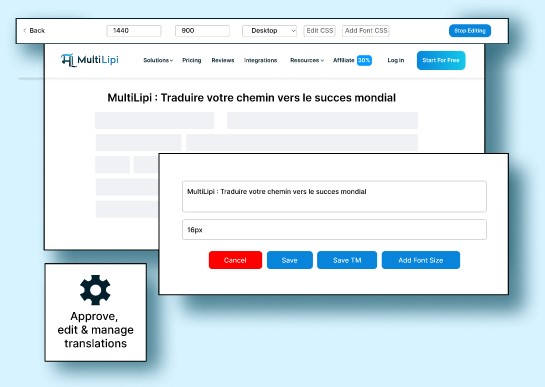 < Back 1440 900 Desktop Edit CSS Add Font CSS Stop Editing
MultiLipi Solutions Pricing Reviews Integrations Resources Affiliate 30% Log In Start For Free
MultiLipi : Traduire votre chemin vers le succes mondial
MultiLipi : Traduire votre chemin vers le succes mondial
16px
Cancel Save Save TM Add Font Size
Approve,
edit & manage
translations